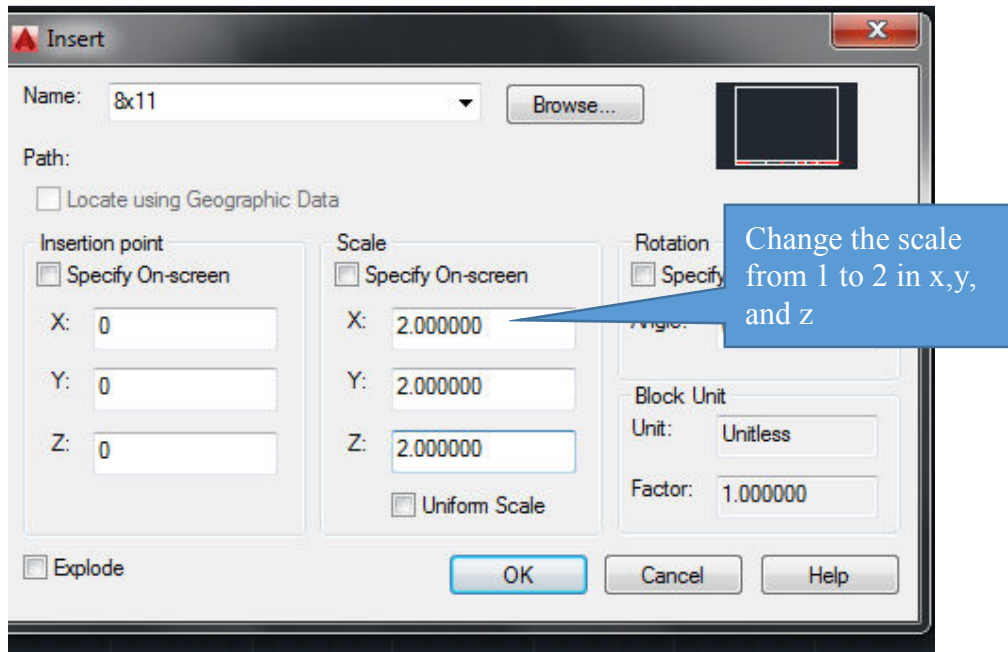 Insert
Name: 8x11 Browse...
Path:
Locate using Geographic Data
Insertion point
Specify On-screen
X: 0
Y: 0
Z: 0
Scale
Specify On-screen
X: 2.000000
Y: 2.000000
Z: 2.000000
Uniform Scale
Rotation
Change the scale
from 1 to 2 in x,y,
and z
Block Unit
Unit: Unitless
Factor: 1.000000
Explode
OK Cancel Help